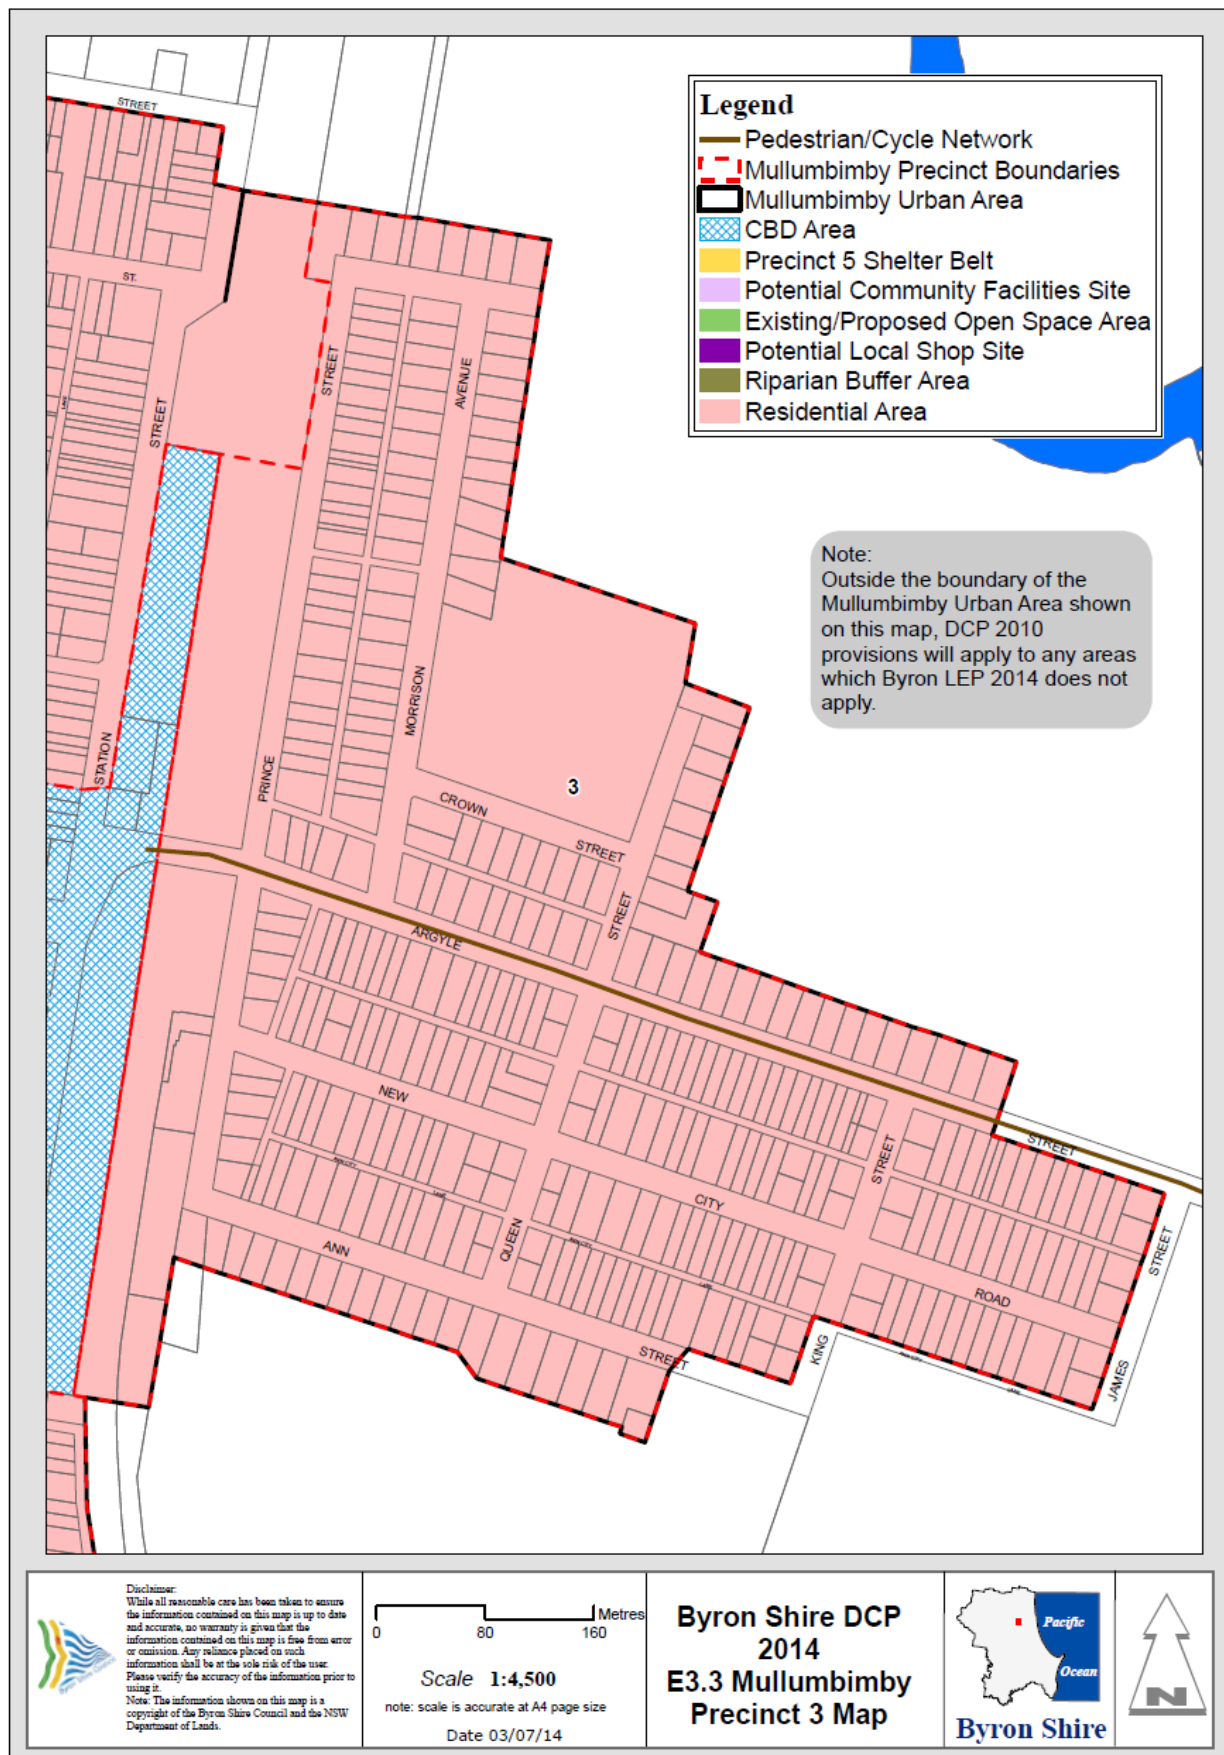 STREET
Legend
Pedestrian/Cycle Network
Mullumbimby Precinct Boundaries
Mullumbimby Urban Area
CBD Area
Precinct 5 Shelter Belt
Potential Community Facilities Site
Existing/Proposed Open Space Area
Potential Local Shop Site
Riparian Buffer Area
Residential Area
ST.
STREET
AVENUE
LANE
STREET
Note:
Outside the boundary of the
Mullumbimby Urban Area shown
on this map, DCP 2010
provisions will apply to any areas
which Byron LEP 2014 does not
apply.
MORRISON
STATION
PRINCE
3
CROWN
STREET
STREET
ARGYLE
NEW
STREET
STREET
LANE
CITY
STREET
QUEEN
ANN
LANE
ROAD
STREET
KING
JAMES
LANE
Disclaimer:
While all reasonable care has been taken to ensure
the information contained on this map is up to date
and accurate, no warranty is given that the
information contained on this map is free from error
or omission. Any reliance placed on such
information shall be at the sole risk of the user.
Please verify the accuracy of the information prior to
using it.
Note: The information shown on this map is a
copyright of the Byron Shire Council and the NSW
Department of Lands.
Byron Shire Council
Metres
0 80 160
Scale 1:4,500
note: scale is accurate at A4 page size
Date 03/07/14
Byron Shire DCP
2014
E3.3 Mullumbimby
Precinct 3 Map
Pacific
Ocean
Byron Shire
N